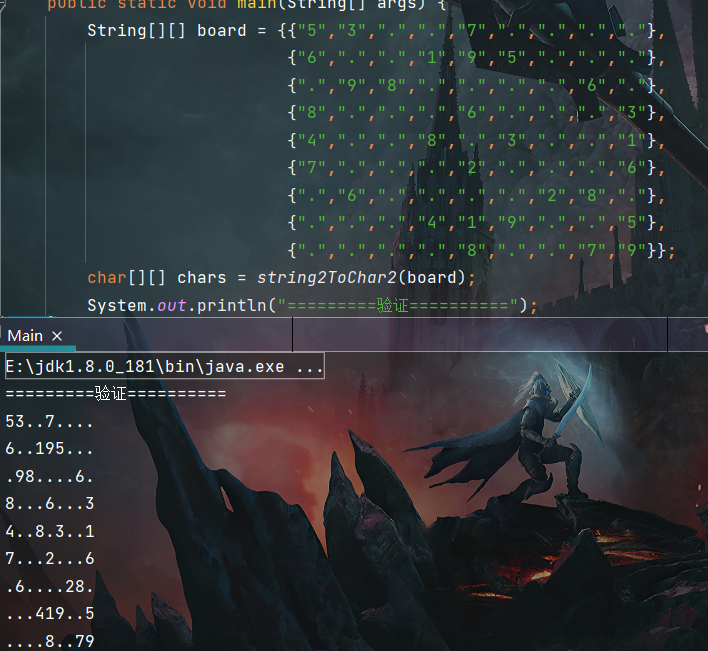 public static void main(String[] args) {
String[][] board = {{"5","3",".",".","7",".",".",".","."},
{"6",".",".","1","9","5",".",".","."},
{".","9","8",".",".",".",".","6","."},
{"8",".",".",".","6",".",".",".","3"},
{"4",".",".","8",".","3",".",".","1"},
{"7",".",".",".","2",".",".",".","6"},
{".","6",".",".",".",".","2","8","."},
{".",".",".","4","1","9",".",".","5"},
{".",".",".",".","8",".",".","7","9"}};
char[][] chars = string2ToChar2(board);
System.out.println("=========验证==========");
Main ×
E:\jdk1.8.0_181\bin\java.exe ...
=========验证==========
53..7....
6..195...
.98....6.
8...6...3
4..8.3..1
7...2...6
.6....28.
...419..5
....8..79